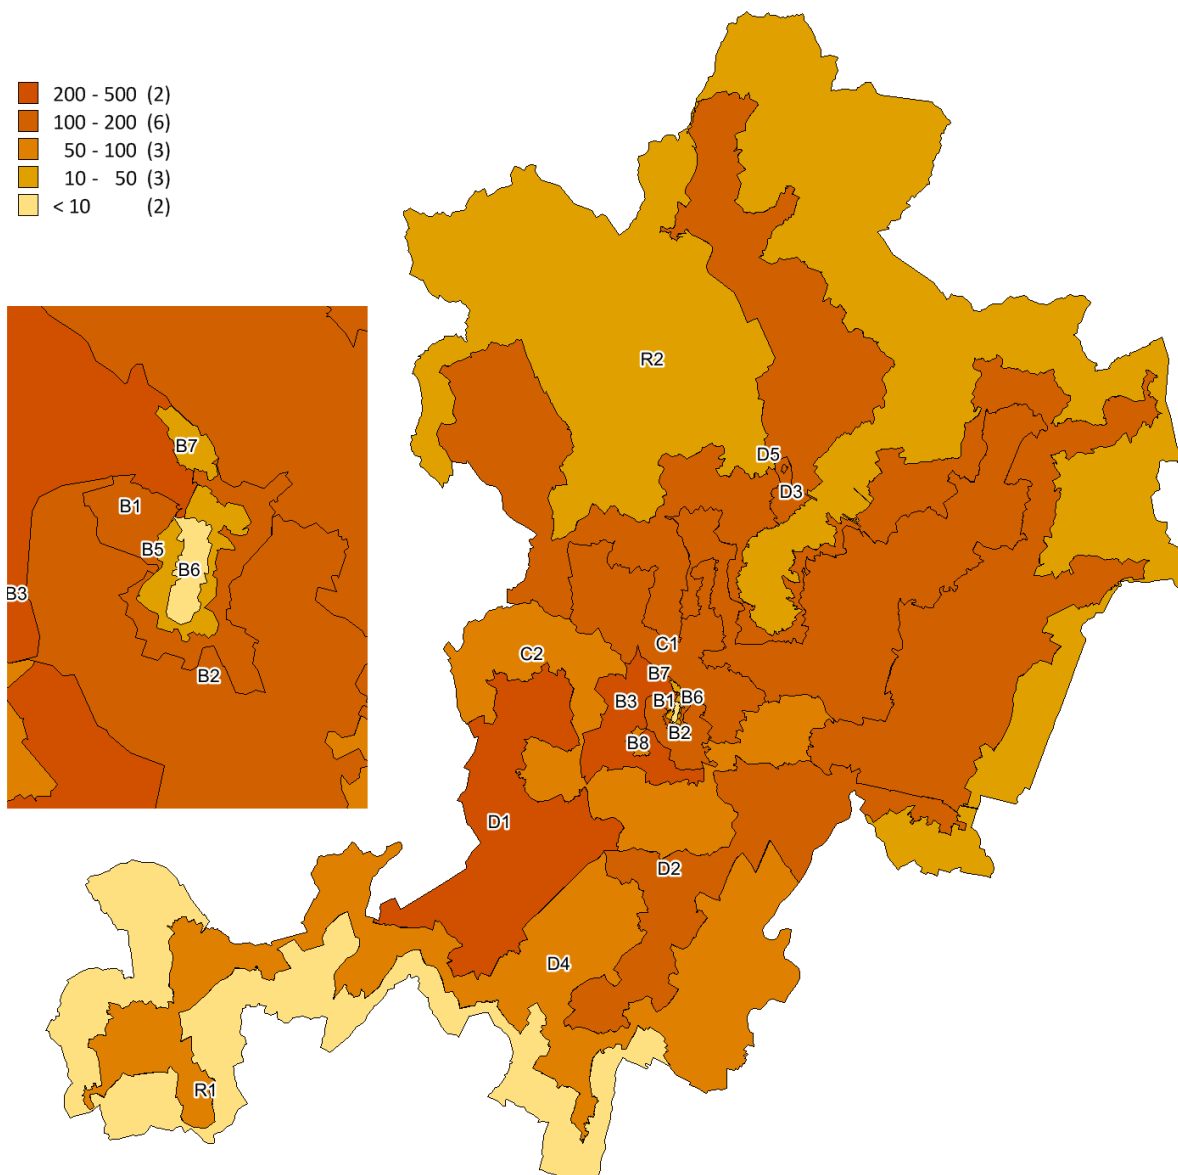 200 - 500 (2)
100 - 200 (6)
50 - 100 (3)
10 - 50 (3)
< 10 (2)
R2
D5
D3
B7
B1
B5
B6
B3
B2
C1
C2
B7
B3
B1
B6
B2
B8
D1
D2
D4
R1